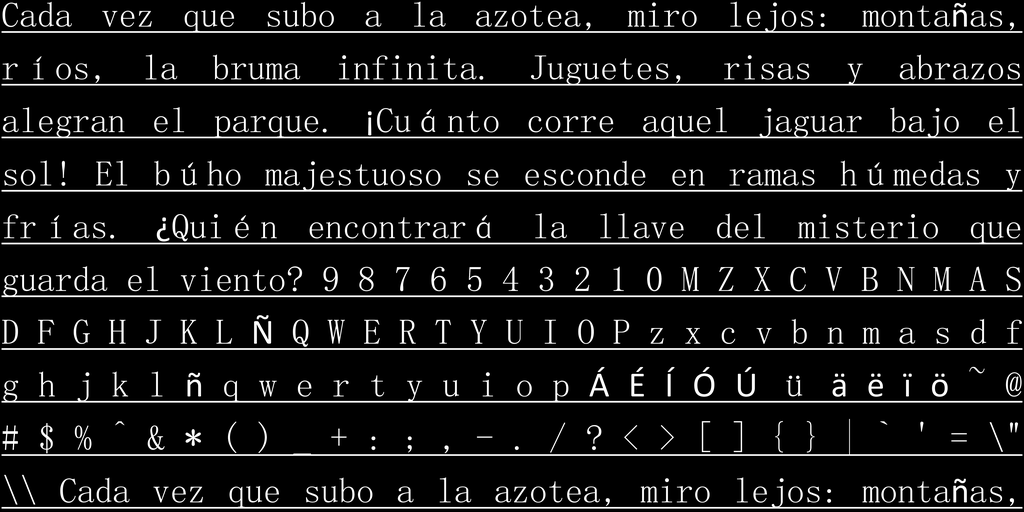 Cada vez que subo a la azotea, miro lejos: montañas,
ríos, la bruma infinita. Juguetes, risas y abrazos
alegran el parque. ¡Cuánto corre aquel jaguar bajo el
sol! El búho majestuoso se esconde en ramas húmedas y
frías. ¿Quién encontrará la llave del misterio que
guarda el viento? 9 8 7 6 5 4 3 2 1 0 M Z X C V B N M A S
D F G H J K L Ñ Q W E R T Y U I O P z x c v b n m a s d f
g h j k l ñ q w e r t y u i o p Á É Í Ó Ú ü ä ë ï ö ~ @
# $ % ^ & * ( ) _ + : ; , - . / ? < > [ ] { } | ` ' = \"
\\ Cada vez que subo a la azotea, miro lejos: montañas,